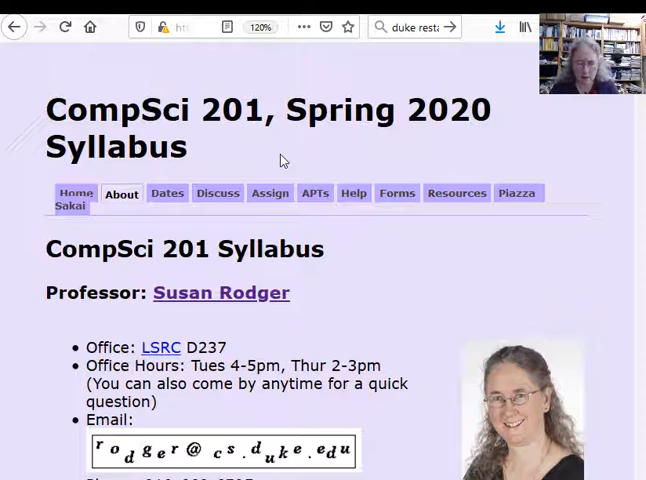 120%
duke resta
CompSci 201, Spring 2020
Syllabus
Home About Dates Discuss Assign APTs Help Forms Resources Piazza
Sakai
CompSci 201 Syllabus
Professor: Susan Rodger
Office: LSRC D237
Office Hours: Tues 4-5pm, Thur 2-3pm
(You can also come by anytime for a quick
question)
Email:
rodger@cs.duke.edu